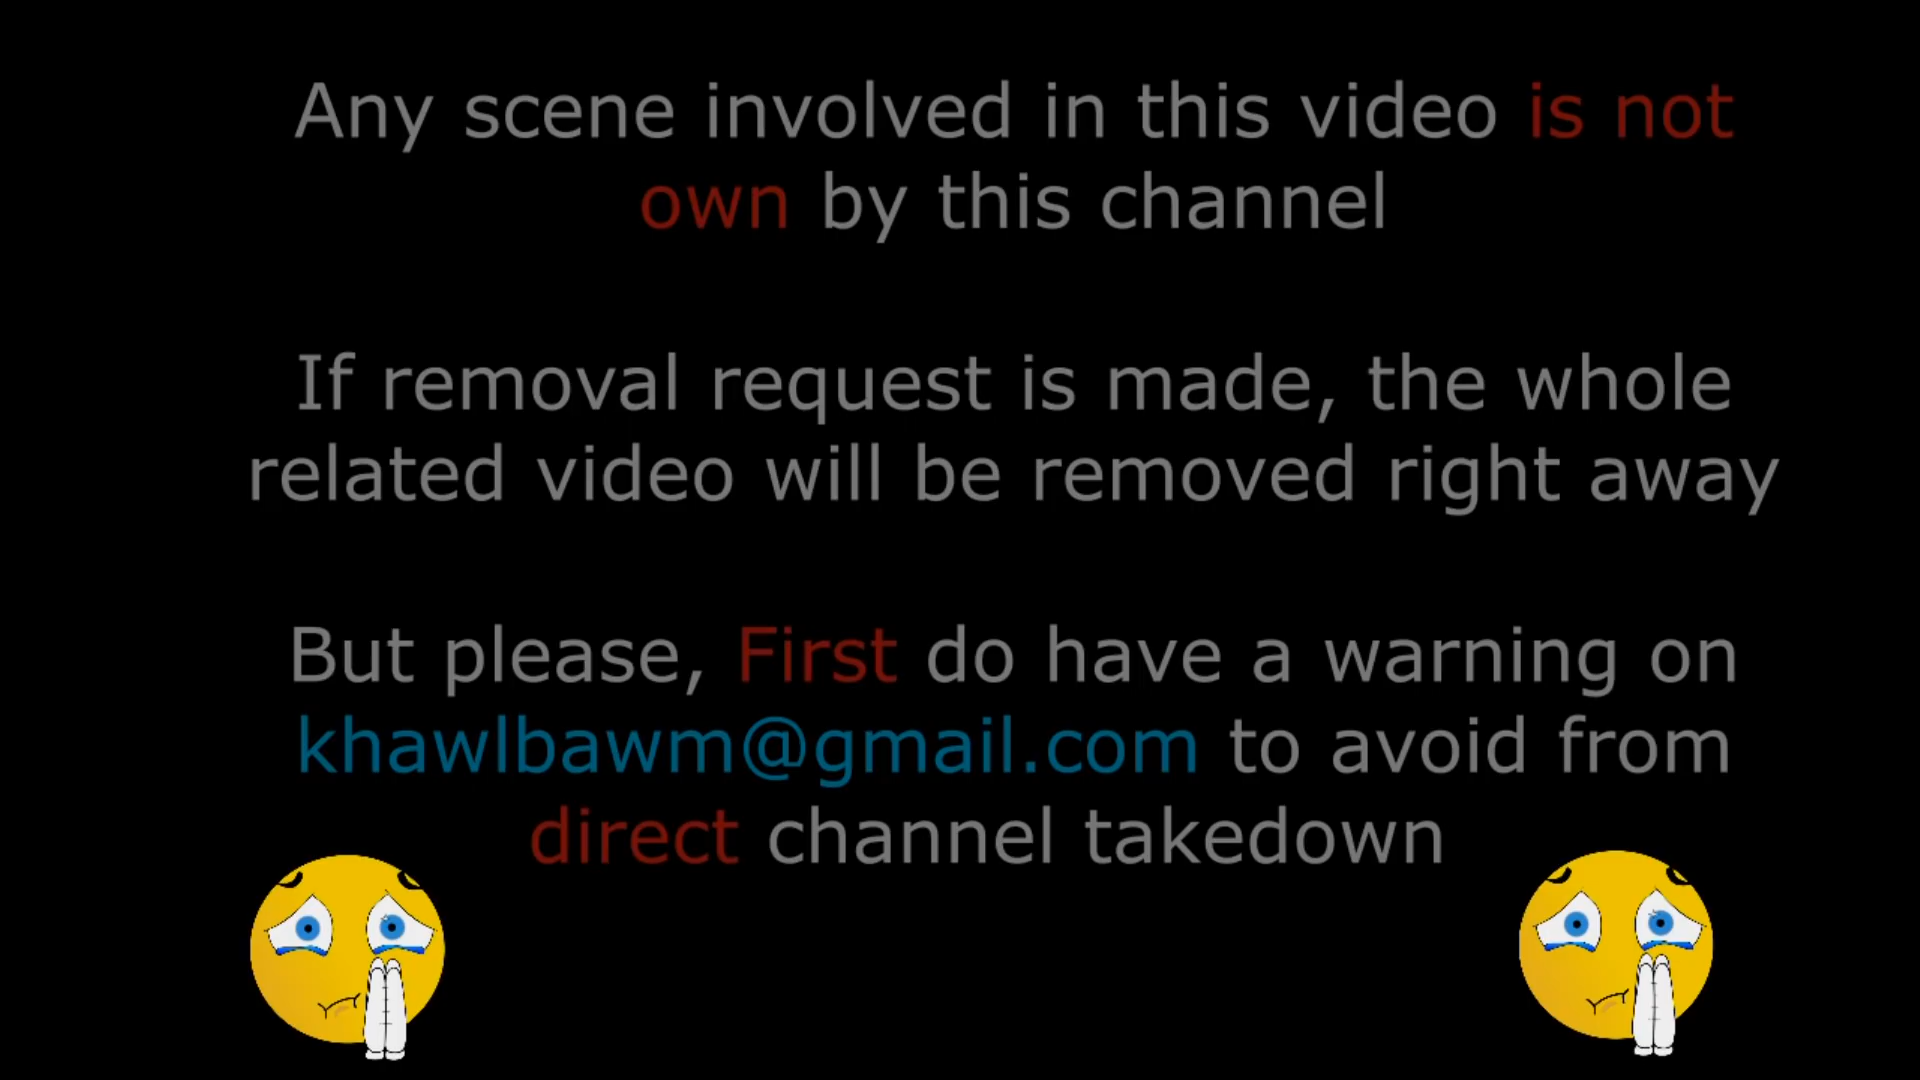 Any scene involved in this video is not
own by this channel
If removal request is made, the whole
related video will be removed right away
But please, First do have a warning on
khawlbawm@gmail.com to avoid from
direct channel takedown